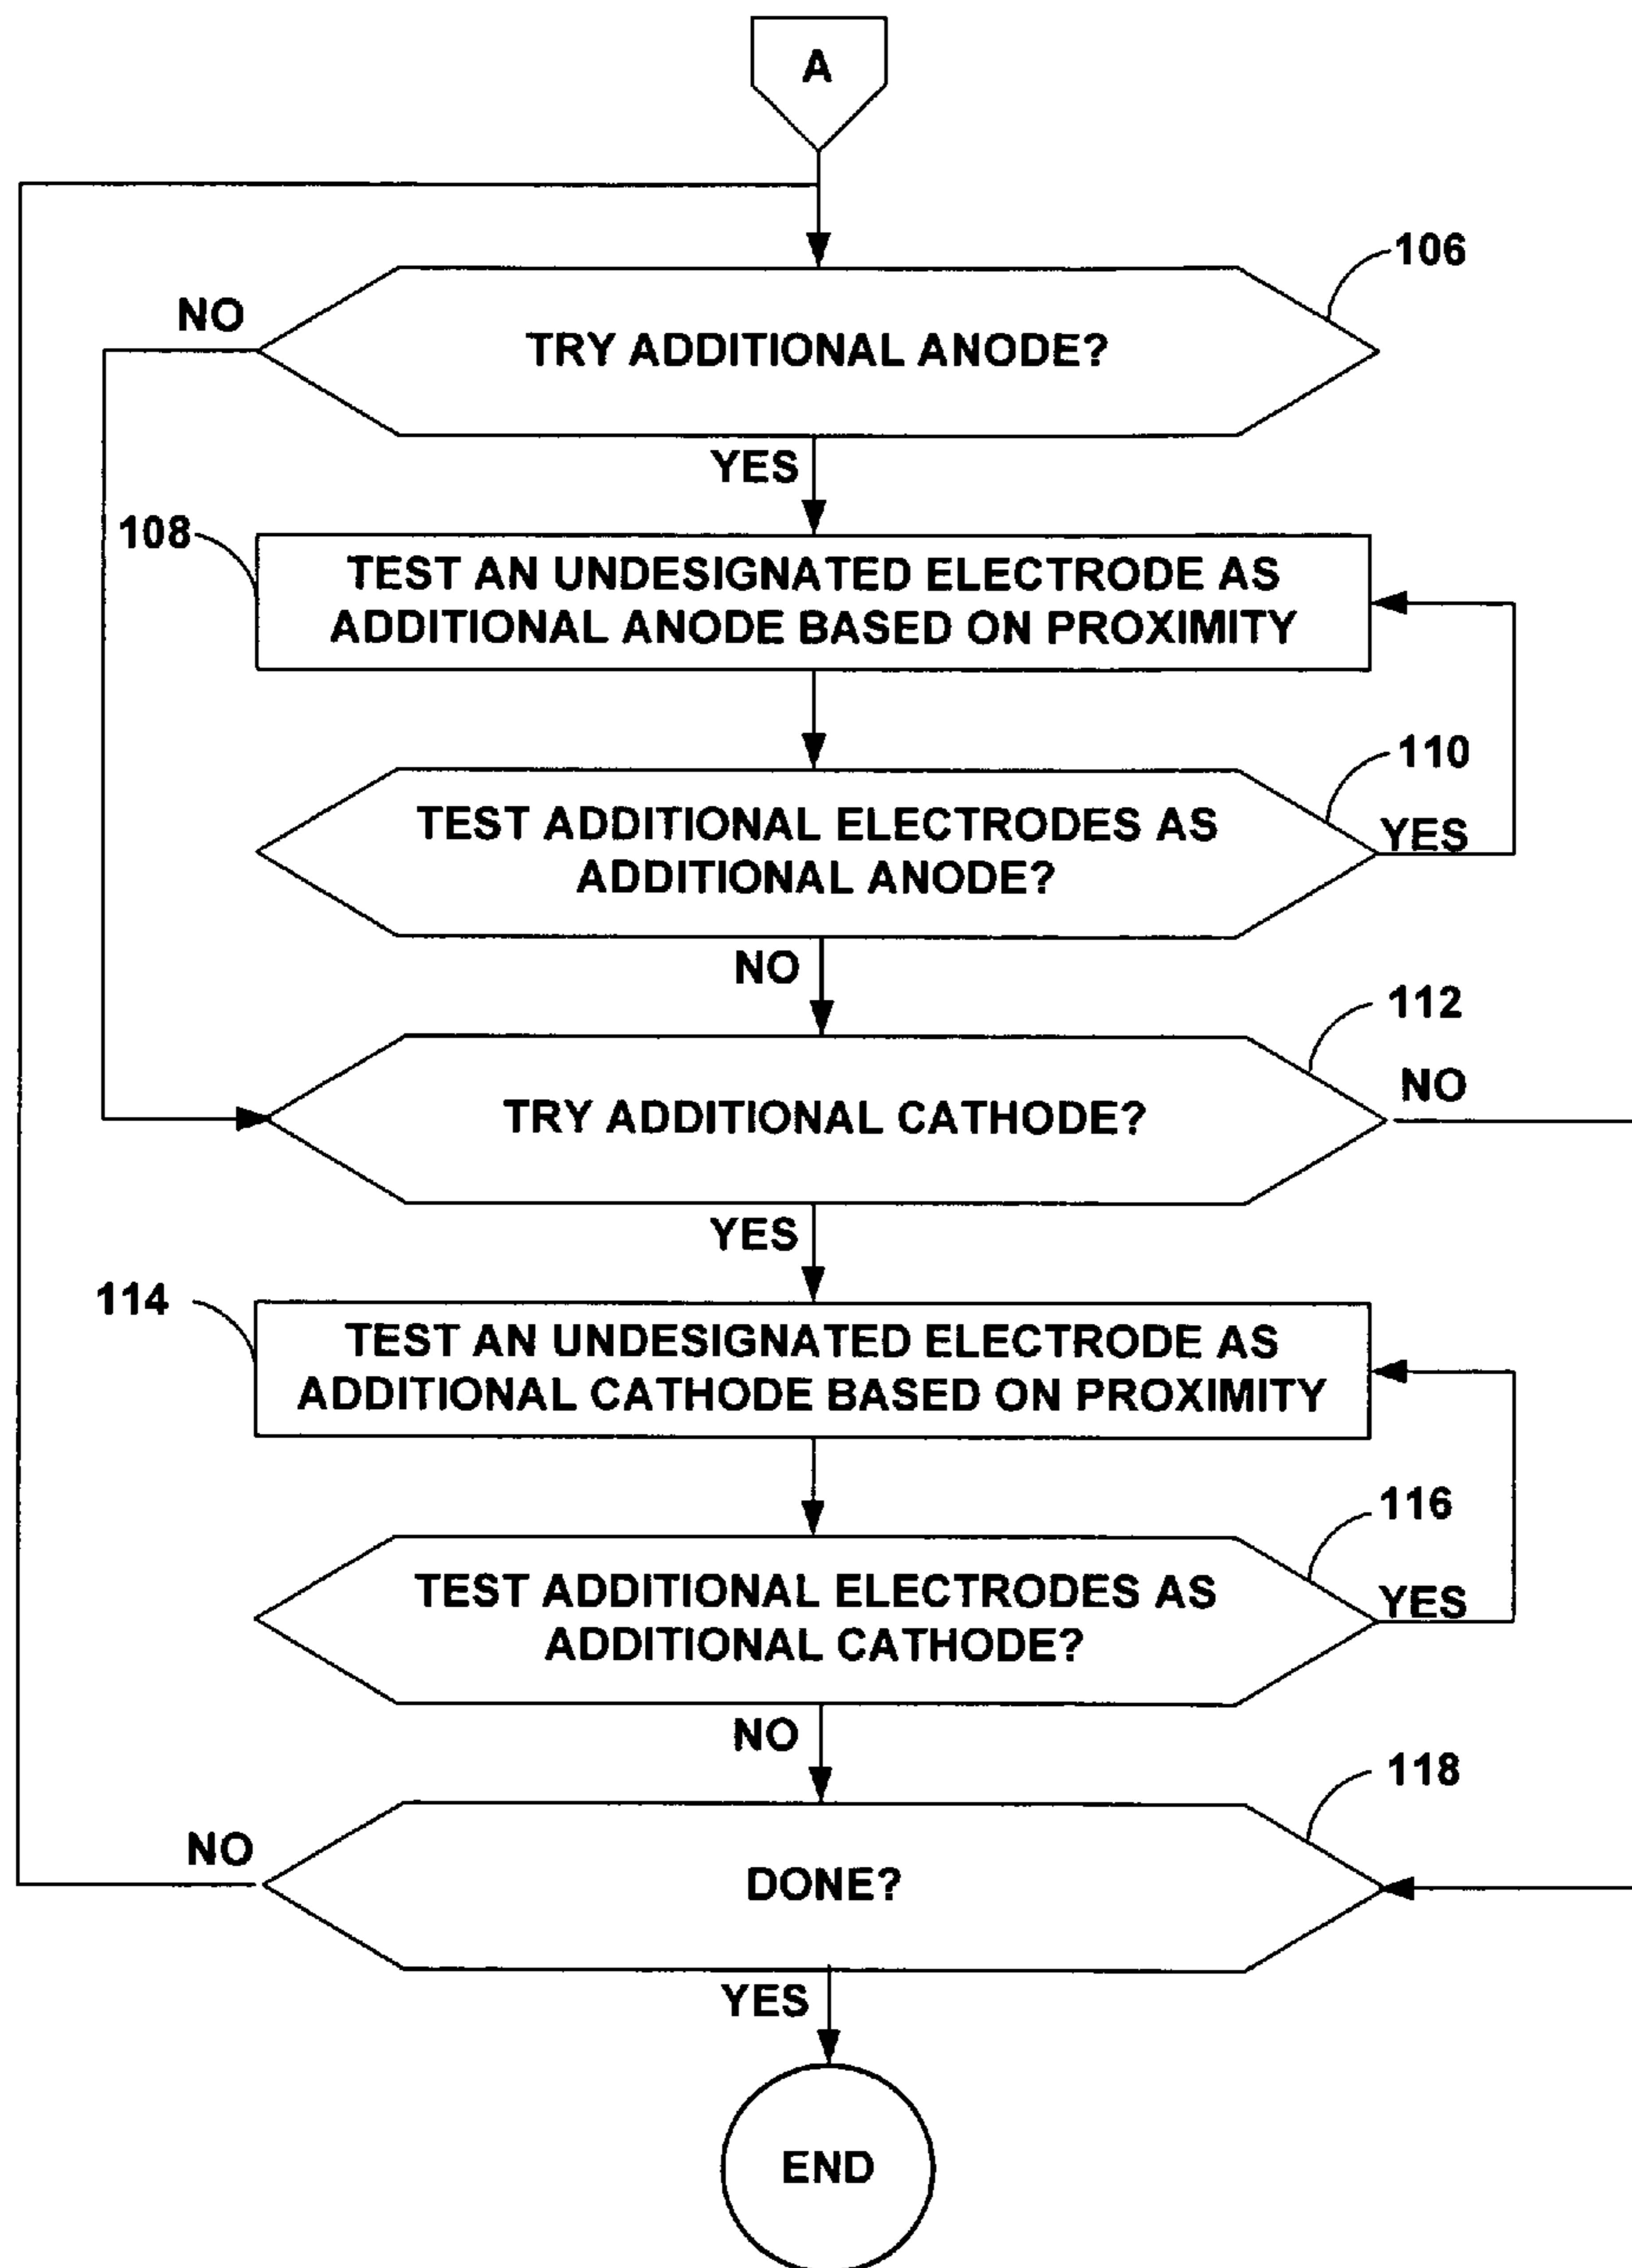 A
106
NO
TRY ADDITIONAL ANODE?
YES
108
TEST AN UNDESIGNATED ELECTRODE AS
ADDITIONAL ANODE BASED ON PROXIMITY
110
TEST ADDITIONAL ELECTRODES AS
ADDITIONAL ANODE?
YES
NO
112
NO
TRY ADDITIONAL CATHODE?
YES
114
TEST AN UNDESIGNATED ELECTRODE AS
ADDITIONAL CATHODE BASED ON PROXIMITY
116
TEST ADDITIONAL ELECTRODES AS
ADDITIONAL CATHODE?
YES
NO
118
NO
DONE?
YES
END